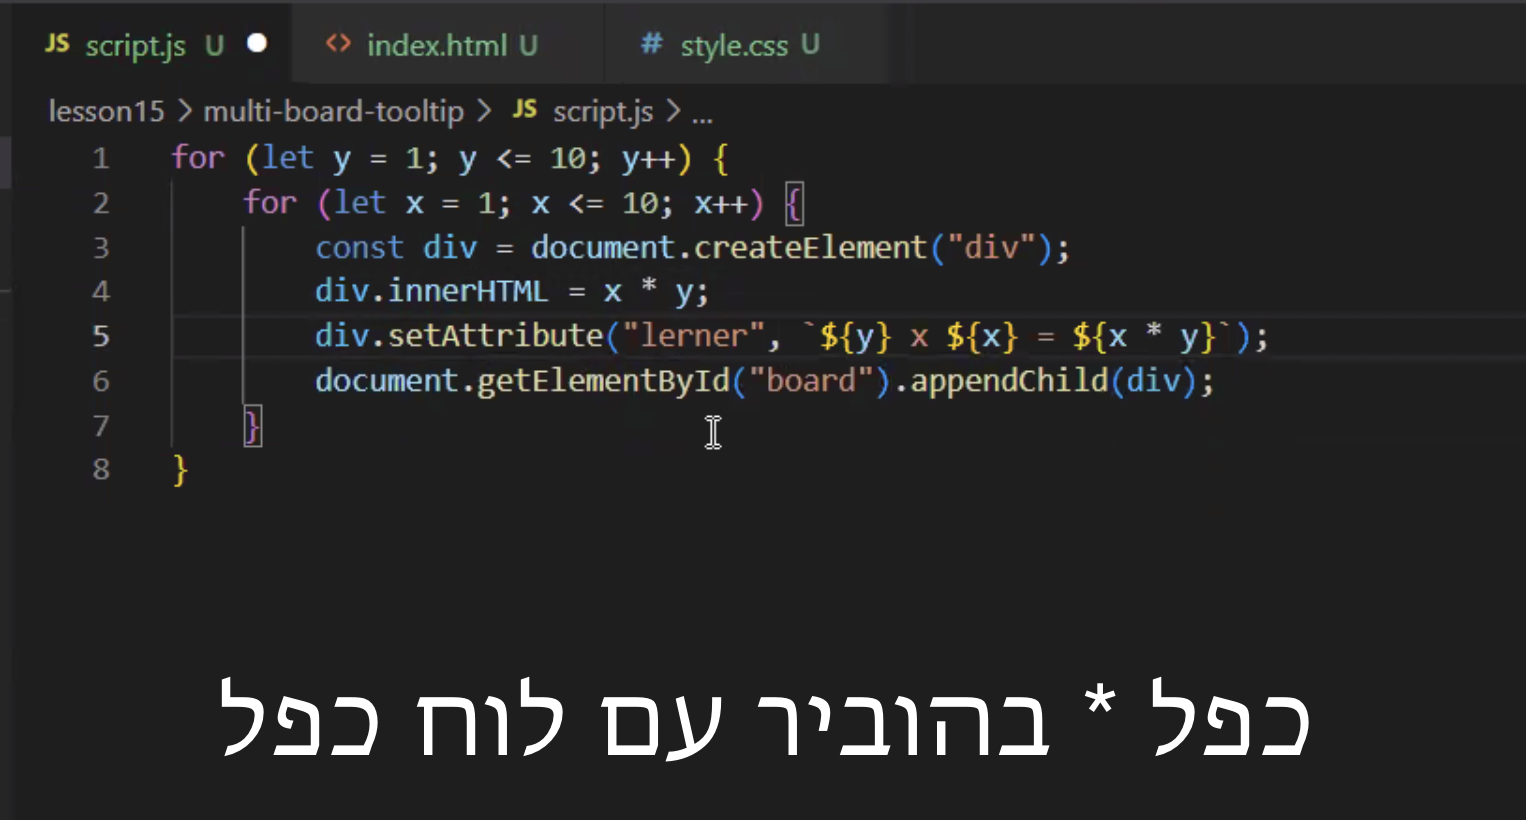 JS script.js U
<> index.html U
# style.css U
lesson15 > multi-board-tooltip > JS script.js > ...
1 for (let y = 1; y <= 10; y++) {
2 for (let x = 1; x <= 10; x++) {
3 const div = document.createElement("div");
4 div.innerHTML = x * y;
5 div.setAttribute("lerner", `${y} x ${x} = ${x * y}`);
6 document.getElementById("board").appendChild(div);
7 }
8 }
כפל * בהוביר עם לוח כפל